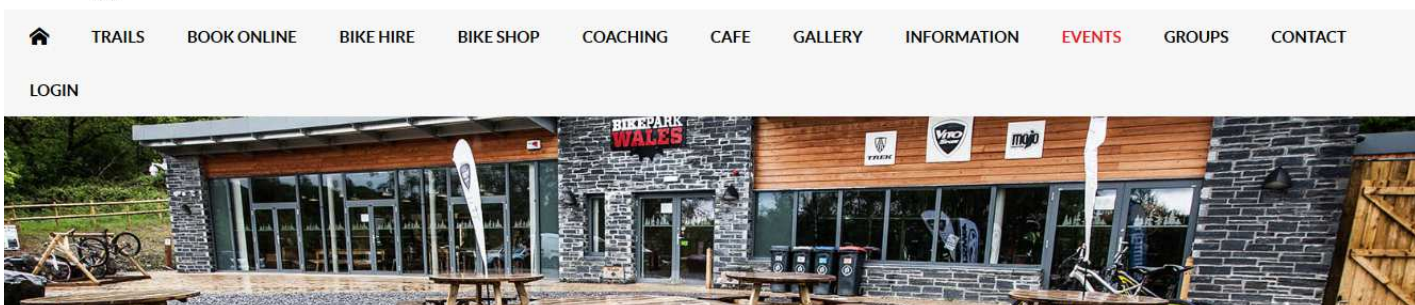 TRAILS BOOK ONLINE BIKE HIRE BIKE SHOP COACHING CAFE GALLERY INFORMATION EVENTS GROUPS CONTACT
LOGIN
BIKEPARK
WALES
TREK
VITO
mojo